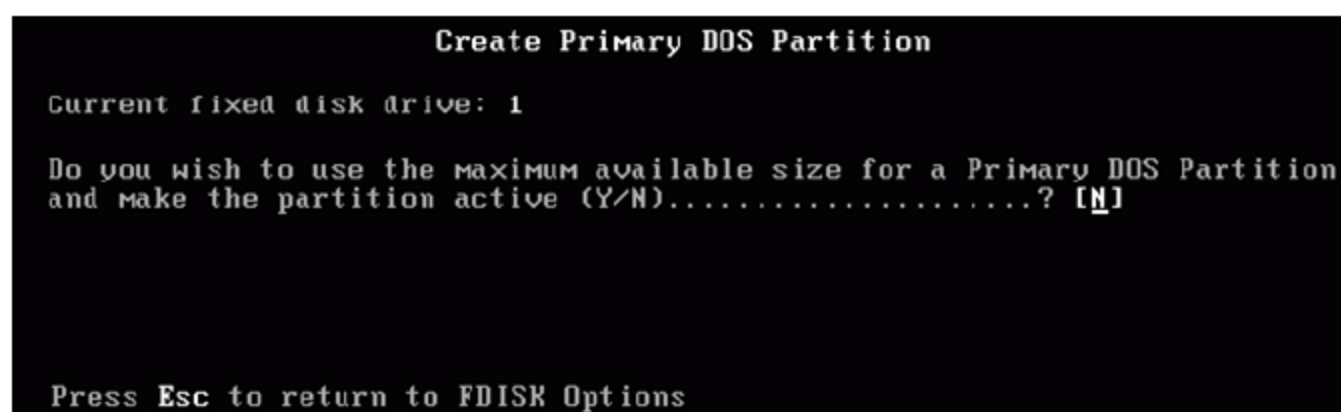 Create Primary DOS Partition
Current fixed disk drive: 1
Do you wish to use the maximum available size for a Primary DOS Partition
and make the partition active (Y/N).....................? [N]
Press Esc to return to FDISK Options